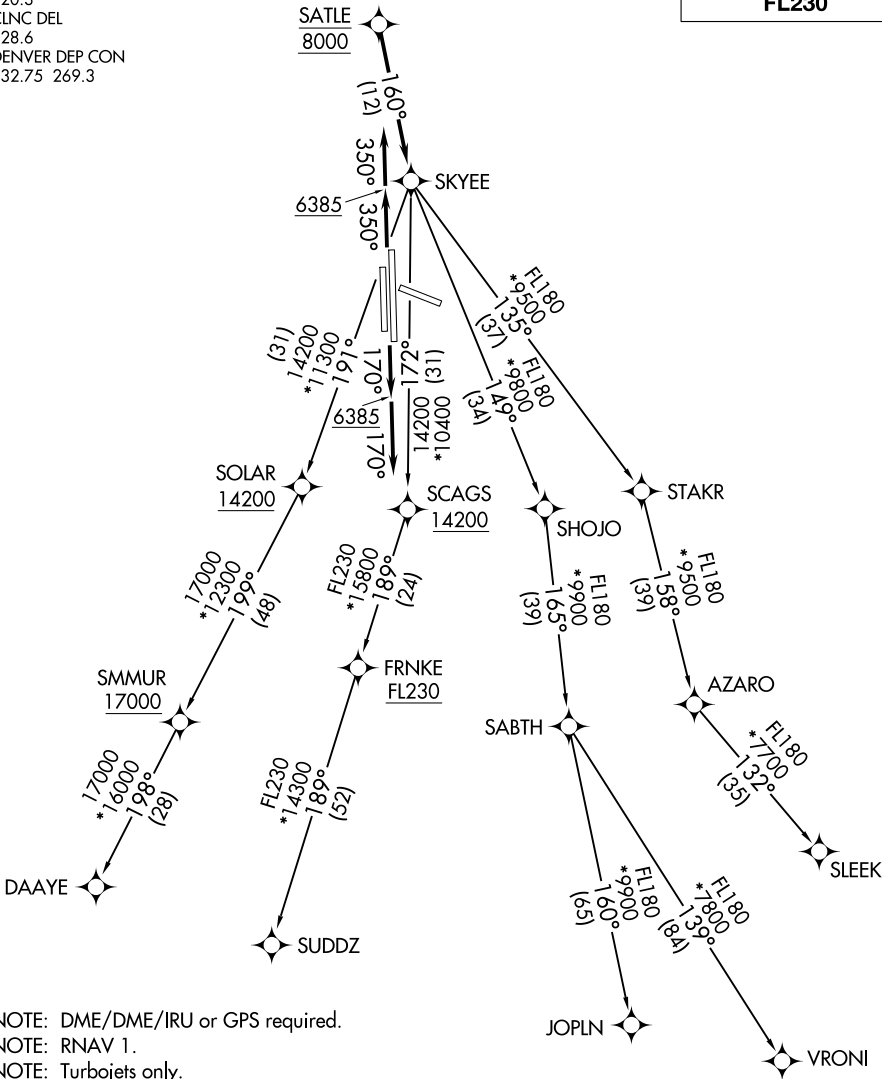 20.3
CLNC DEL
28.6
DENVER DEP CON
32.75 269.3
FL230
SATLE
8000
160°
(12)
350°
SKYEE
6385
350°
FL180
*9500
135°
(37)
(31)
14200
*11300
191°
170°
172°
(31)
FL180
*9800
149°
(34)
6385
14200
*10400
170°
SOLAR
14200
SCAGS
14200
STAKR
SHOJO
17000
*12300
199°
(48)
FL230
*15800
189°
(24)
FL180
*9900
165°
(39)
FL180
*9500
158°
(39)
SMMUR
17000
FRNKE
FL230
AZARO
SABTH
17000
*16000
198°
(28)
FL230
*14300
189°
(52)
FL180
*7700
132°
(35)
DAAYE
SLEEK
FL180
*9900
160°
(65)
FL180
*7800
139°
(84)
SUDDZ
NOTE: DME/DME/IRU or GPS required.
JOPLN
NOTE: RNAV 1.
VRONI
NOTE: Turbojets only.